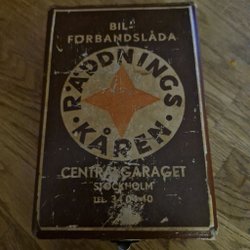 BIL-
FÖRBANDSLÅDA
RÄDDNINGS
KÅREN
CENTRALGARAGET
STOCKHOLM
TEL.